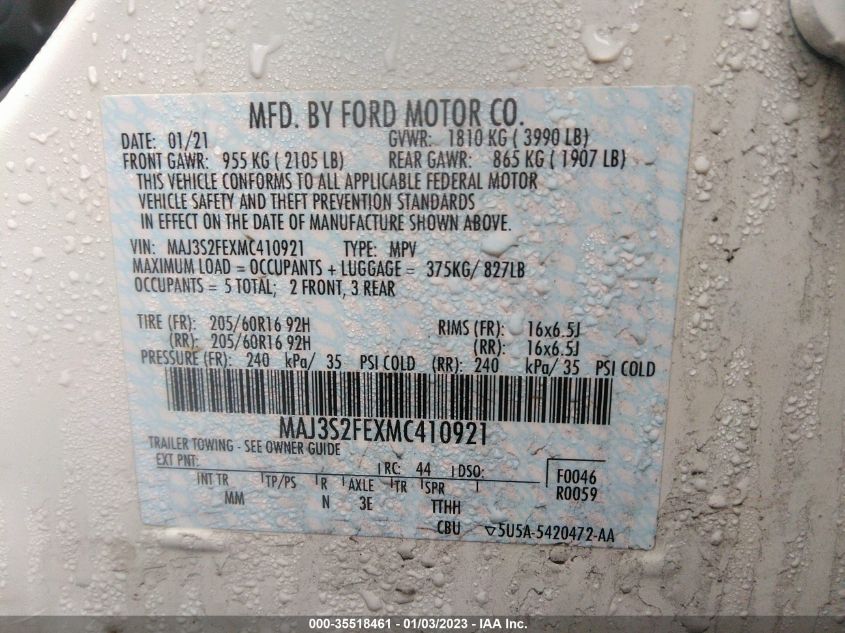 MFD. BY FORD MOTOR CO.
DATE: 01/21 GVWR: 1810 KG ( 3990 LB)
FRONT GAWR: 955 KG ( 2105 LB) REAR GAWR: 865 KG ( 1907 LB)
THIS VEHICLE CONFORMS TO ALL APPLICABLE FEDERAL MOTOR
VEHICLE SAFETY AND THEFT PREVENTION STANDARDS
IN EFFECT ON THE DATE OF MANUFACTURE SHOWN ABOVE.
VIN: MAJ3S2FEXMC410921 TYPE: MPV
MAXIMUM LOAD = OCCUPANTS + LUGGAGE = 375KG/ 827LB
OCCUPANTS = 5 TOTAL; 2 FRONT, 3 REAR
TIRE (FR): 205/60R16 92H RIMS (FR): 16x6.5J
(RR): 205/60R16 92H (RR): 16x6.5J
PRESSURE (FR): 240 kPa/ 35 PSI COLD (RR): 240 kPa/ 35 PSI COLD
MAJ3S2FEXMC410921
TRAILER TOWING - SEE OWNER GUIDE
EXT PNT: RC: 44 DSO: F0046
INT TR TP/PS R AXLE TR SPR R0059
MM N 3E TTHH
CBU ▽5U5A-5420472-AA
000-35518461 - 01/03/2023 - IAA Inc.